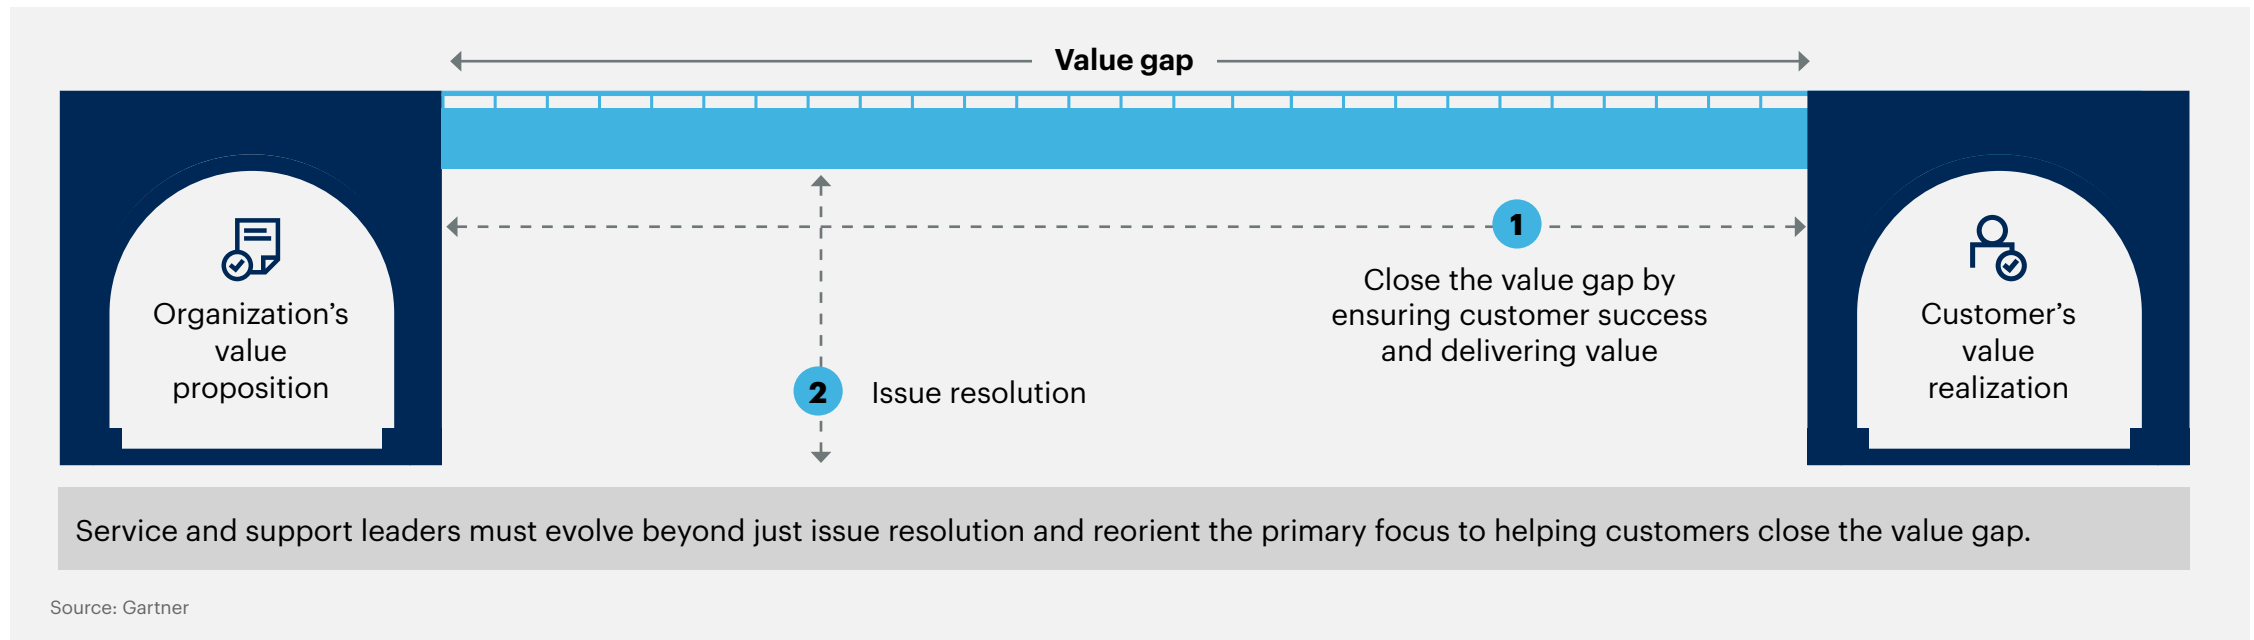 Value gap
Organization’s
value
proposition
1
Close the value gap by
ensuring customer success
and delivering value
2
Issue resolution
Customer’s
value
realization
Service and support leaders must evolve beyond just issue resolution and reorient the primary focus to helping customers close the value gap.
Source: Gartner